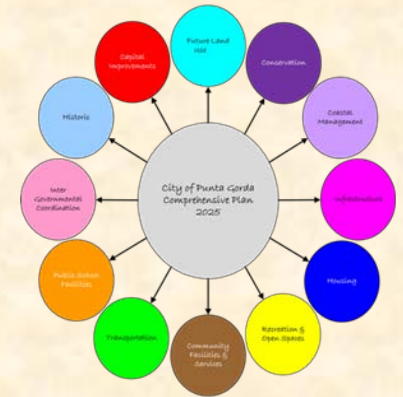 City of Punta Gorda
Comprehensive Plan
2025
Future Land
Use
Conservation
Coastal
Management
Infrastructure
Housing
Recreation &
Open Spaces
Community
Facilities &
Services
Transportation
Public School
Facilities
Inter
Governmental
Coordination
Historic
Capital
Improvements